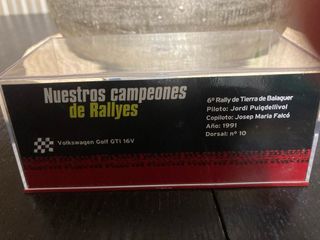 Nuestros campeones
de Rallyes
Volkswagen Golf GTI 16V
6º Rally de Tierra de Balaguer
Piloto: Jordi Puigdellívol
Copiloto: Josep Maria Falcó
Año: 1991
Dorsal: nº 10